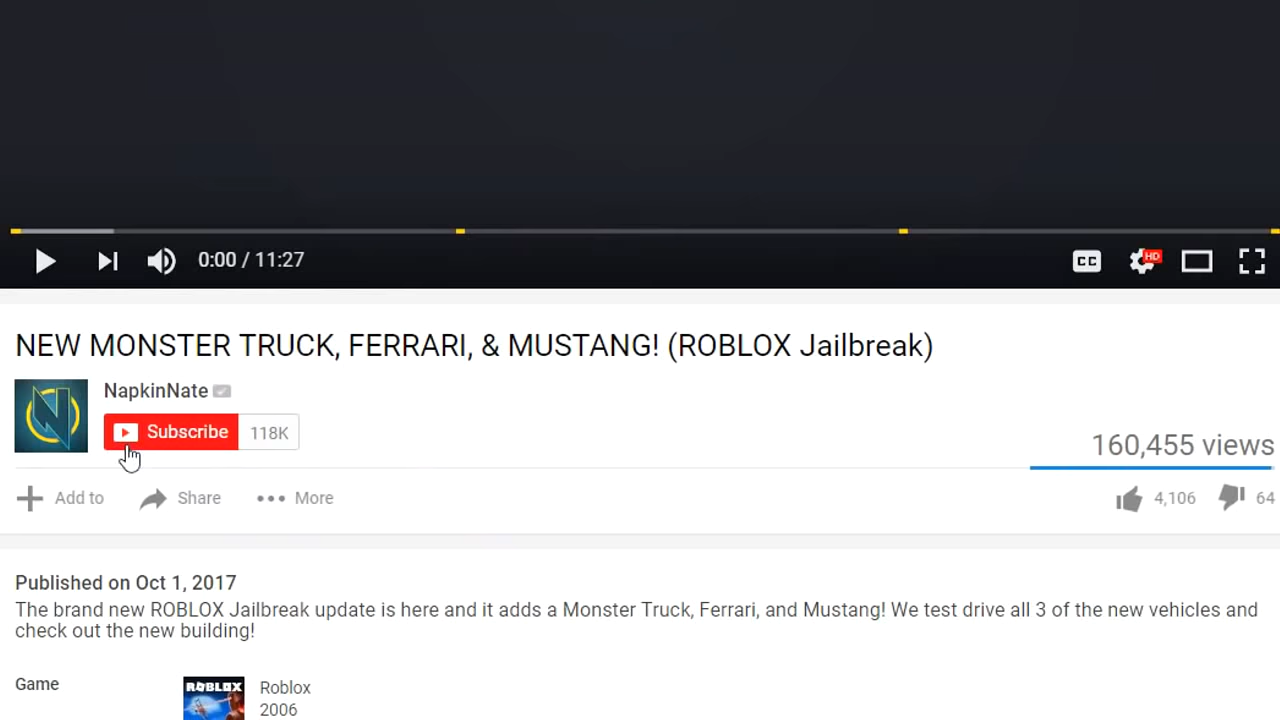 0:00 / 11:27
CC
HD
NEW MONSTER TRUCK, FERRARI, & MUSTANG! (ROBLOX Jailbreak)
NapkinNate
Subscribe 118K
160,455 views
Add to Share More
4,106 64
Published on Oct 1, 2017
The brand new ROBLOX Jailbreak update is here and it adds a Monster Truck, Ferrari, and Mustang! We test drive all 3 of the new vehicles and
check out the new building!
Game
ROBLOX
Roblox
2006